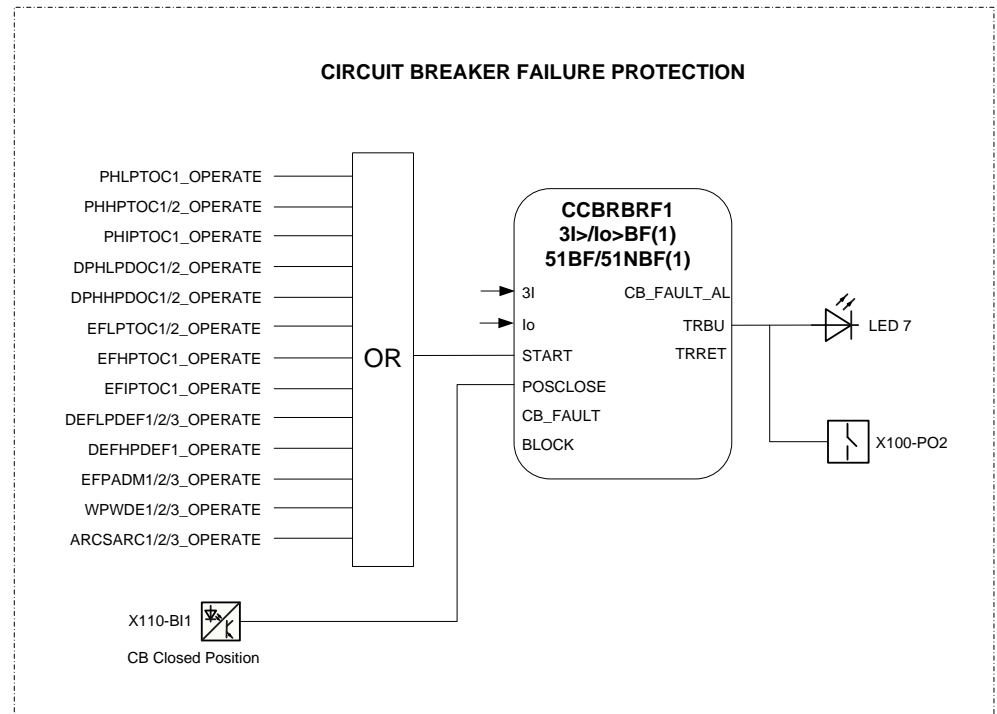 CIRCUIT BREAKER FAILURE PROTECTION
PHLPTOC1_OPERATE
PHHPTOC1/2_OPERATE
PHIPTOC1_OPERATE
DPHLPDOC1/2_OPERATE
DPHHPDOC1/2_OPERATE
EFLPTOC1/2_OPERATE
EFHPTOC1_OPERATE
EFIPTOC1_OPERATE
DEFLPDEF1/2/3_OPERATE
DEFHPDEF1_OPERATE
EFPADM1/2/3_OPERATE
WPWDE1/2/3_OPERATE
ARCSARC1/2/3_OPERATE
OR
CCBRBRF1
3I>/Io>BF(1)
51BF/51NBF(1)
3I
Io
START
POSCLOSE
CB_FAULT
BLOCK
CB_FAULT_AL
TRBU
TRRET
LED 7
X100-PO2
X110-BI1
CB Closed Position